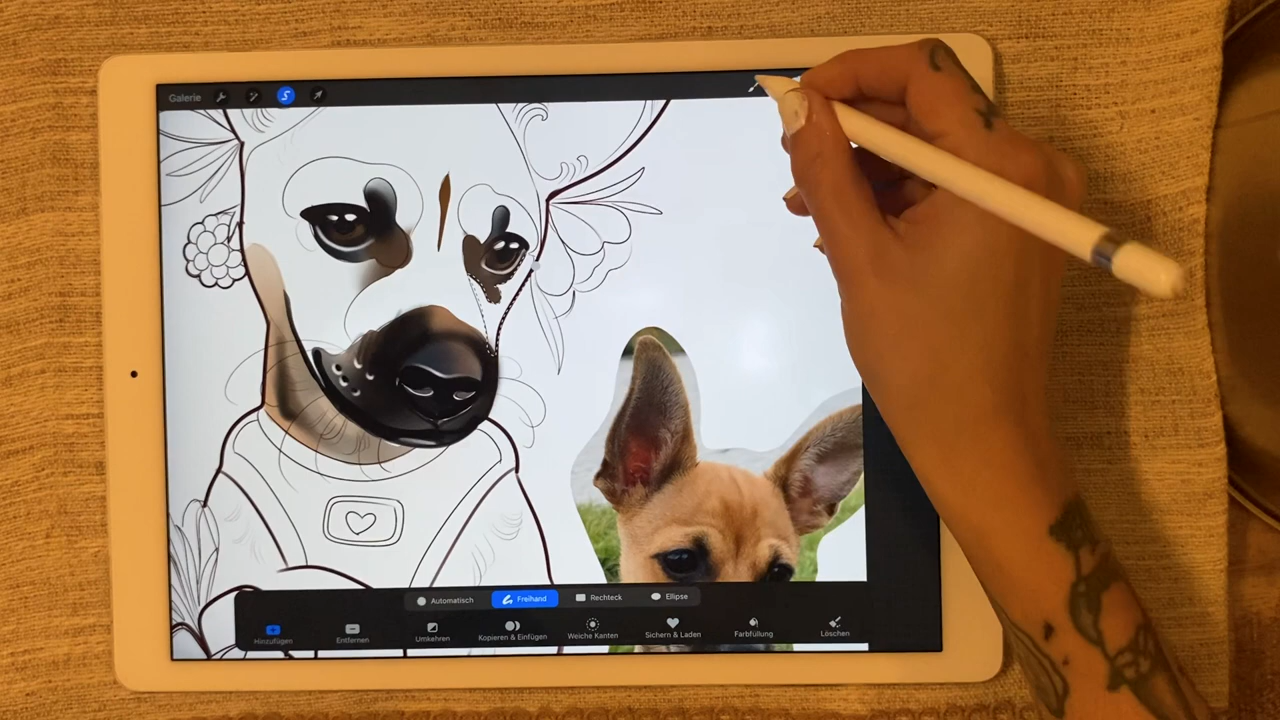 Galerie
Automatisch Freihand Rechteck Ellipse
Hinzufügen Entfernen Umkehren Kopieren & Einfügen Weiche Kanten Sichern & Laden Farbfüllung Löschen